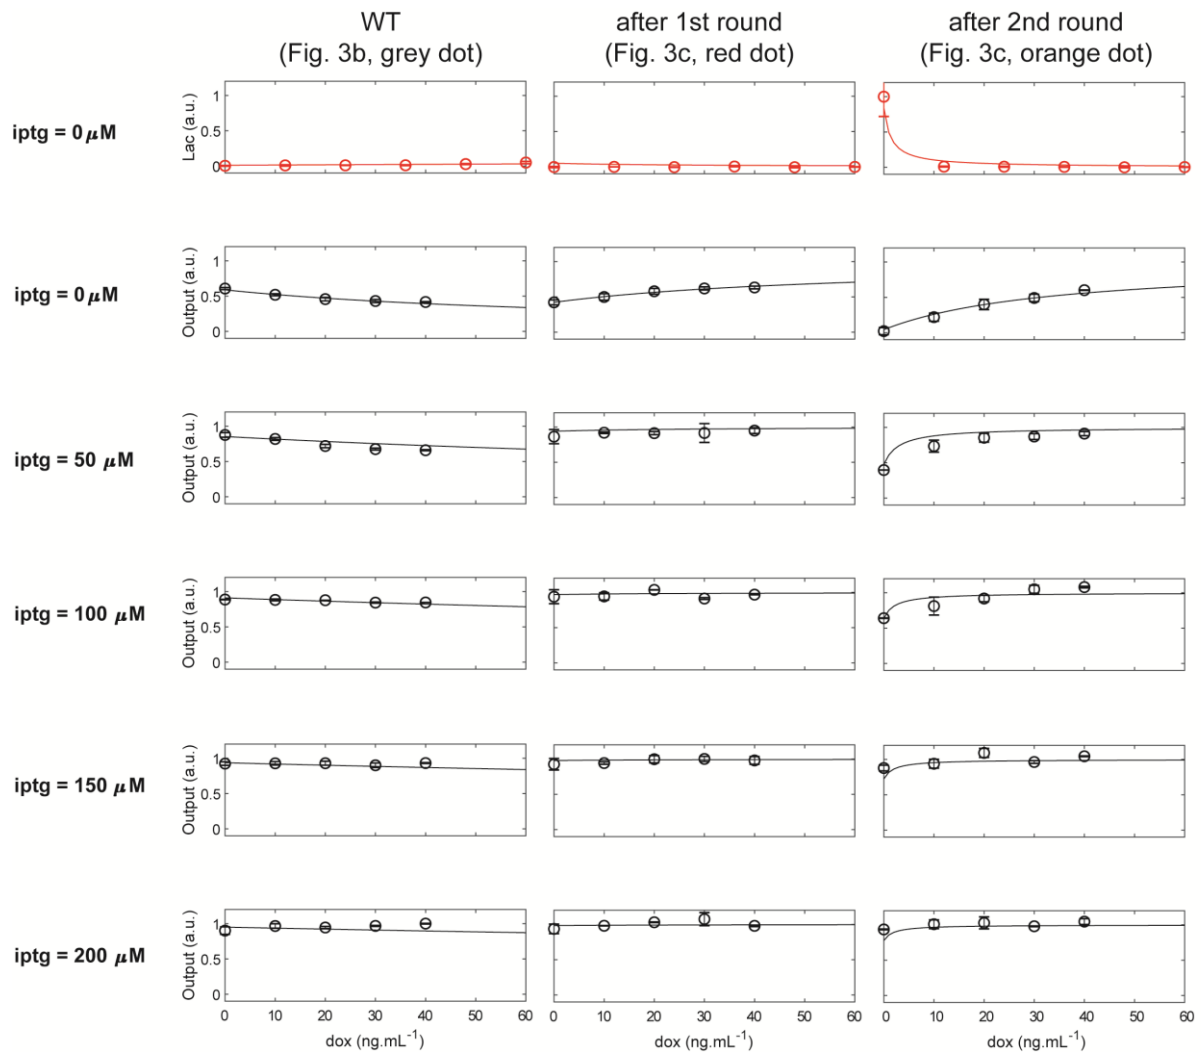 WT
(Fig. 3b, grey dot)
after 1st round
(Fig. 3c, red dot)
after 2nd round
(Fig. 3c, orange dot)
iptg = 0 μM
Lac (a.u.)
1
0.5
0
iptg = 0 μM
Output (a.u.)
1
0.5
0
iptg = 50 μM
Output (a.u.)
1
0.5
0
iptg = 100 μM
Output (a.u.)
1
0.5
0
iptg = 150 μM
Output (a.u.)
1
0.5
0
iptg = 200 μM
Output (a.u.)
1
0.5
0
0 10 20 30 40 50 60
0 10 20 30 40 50 60
0 10 20 30 40 50 60
dox (ng.mL⁻¹)
dox (ng.mL⁻¹)
dox (ng.mL⁻¹)